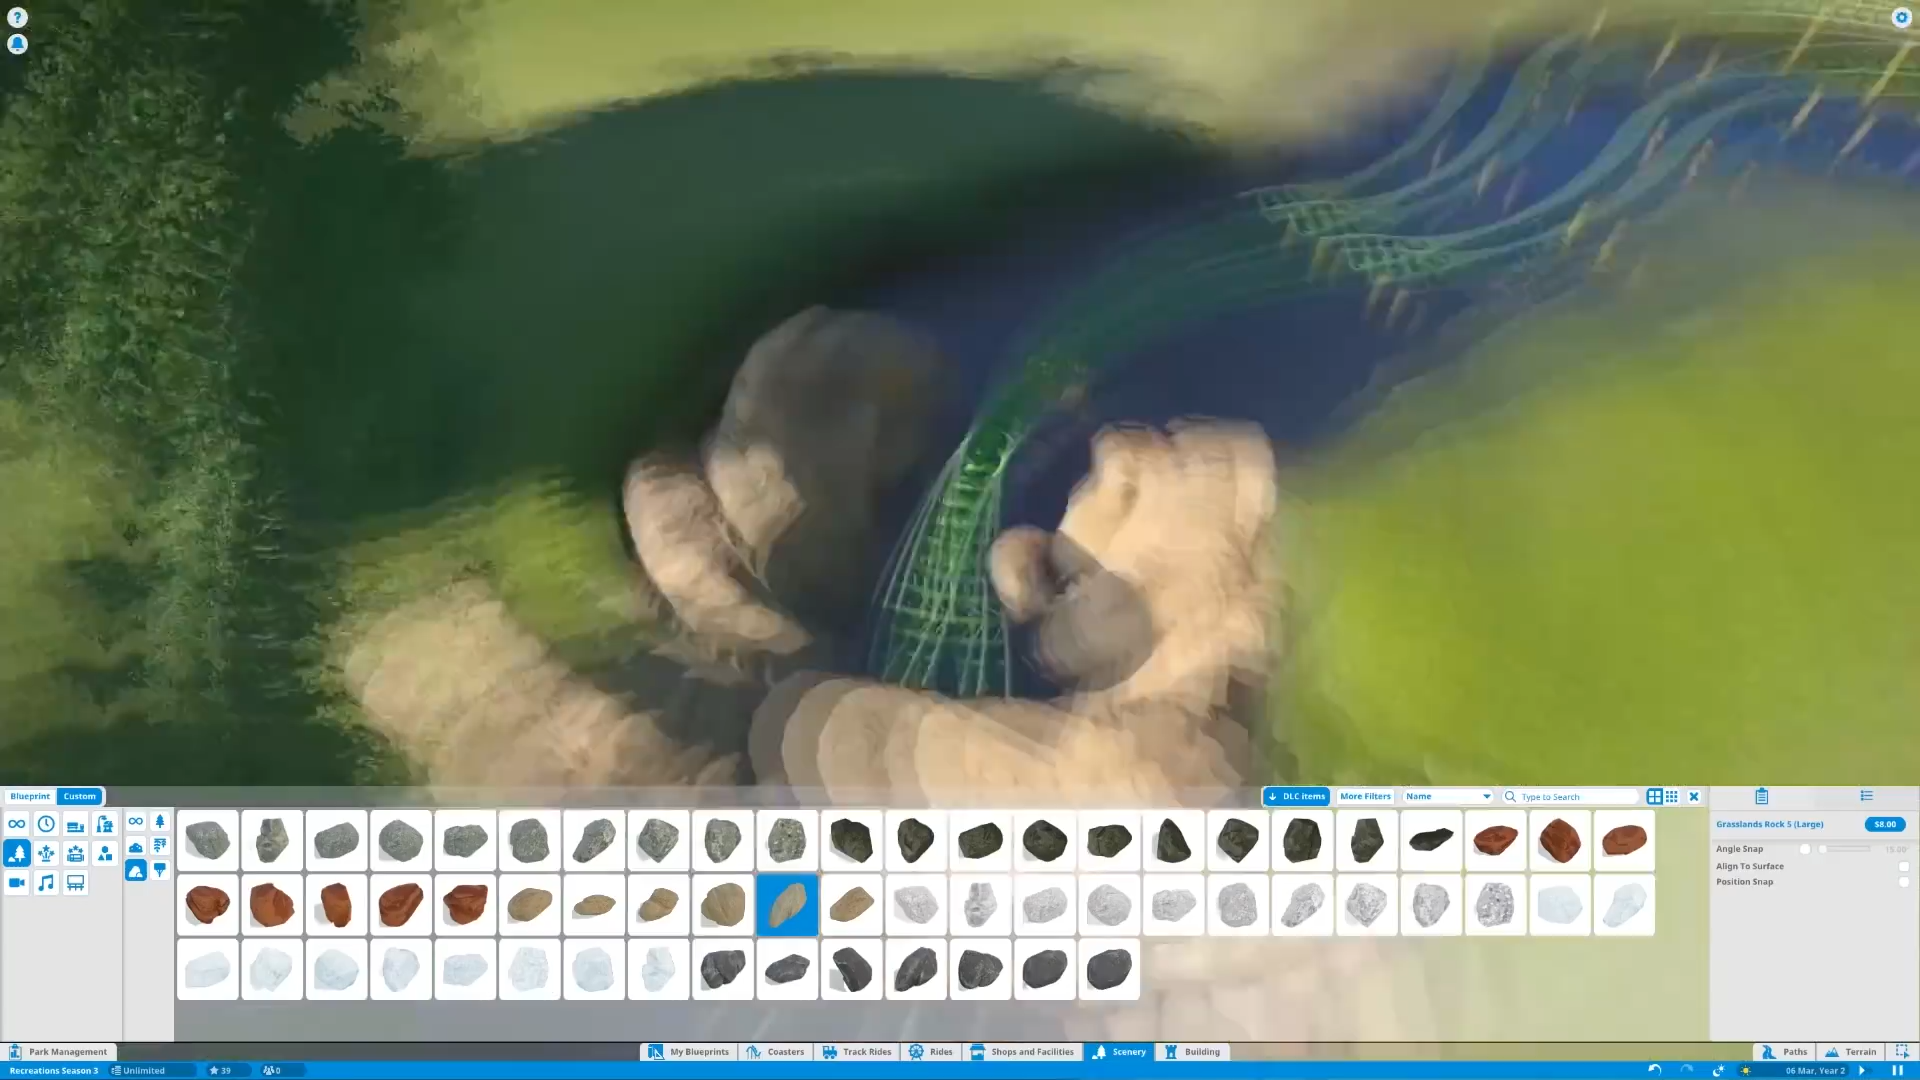 ?
Blueprint
Custom
DLC Items
More Filters
Name
Type to Search
Grasslands Rock 5 (Large)
$8.00
Angle Snap
15.00°
Align To Surface
Position Snap
Park Management
My Blueprints
Coasters
Track Rides
Rides
Shops and Facilities
Scenery
Building
Paths
Terrain
Recreations Season 3
Unlimited
39
0
06 Mar, Year 2